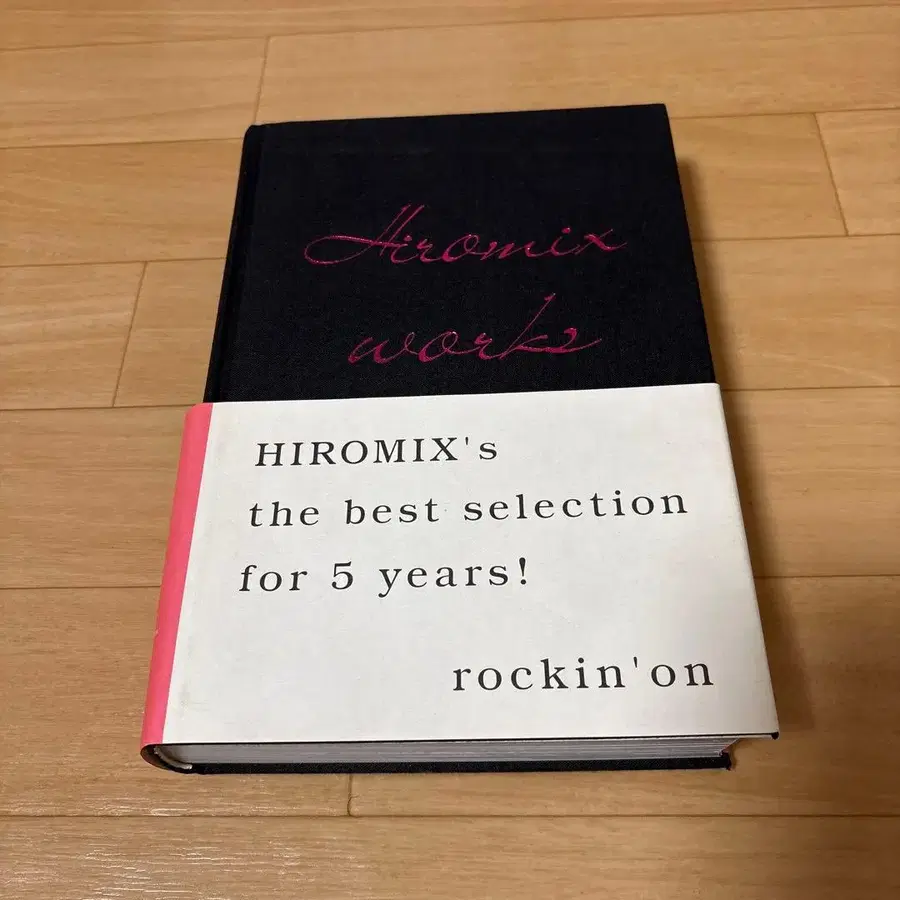 Hiromix
works
HIROMIX's
the best selection
for 5 years!
rockin'on